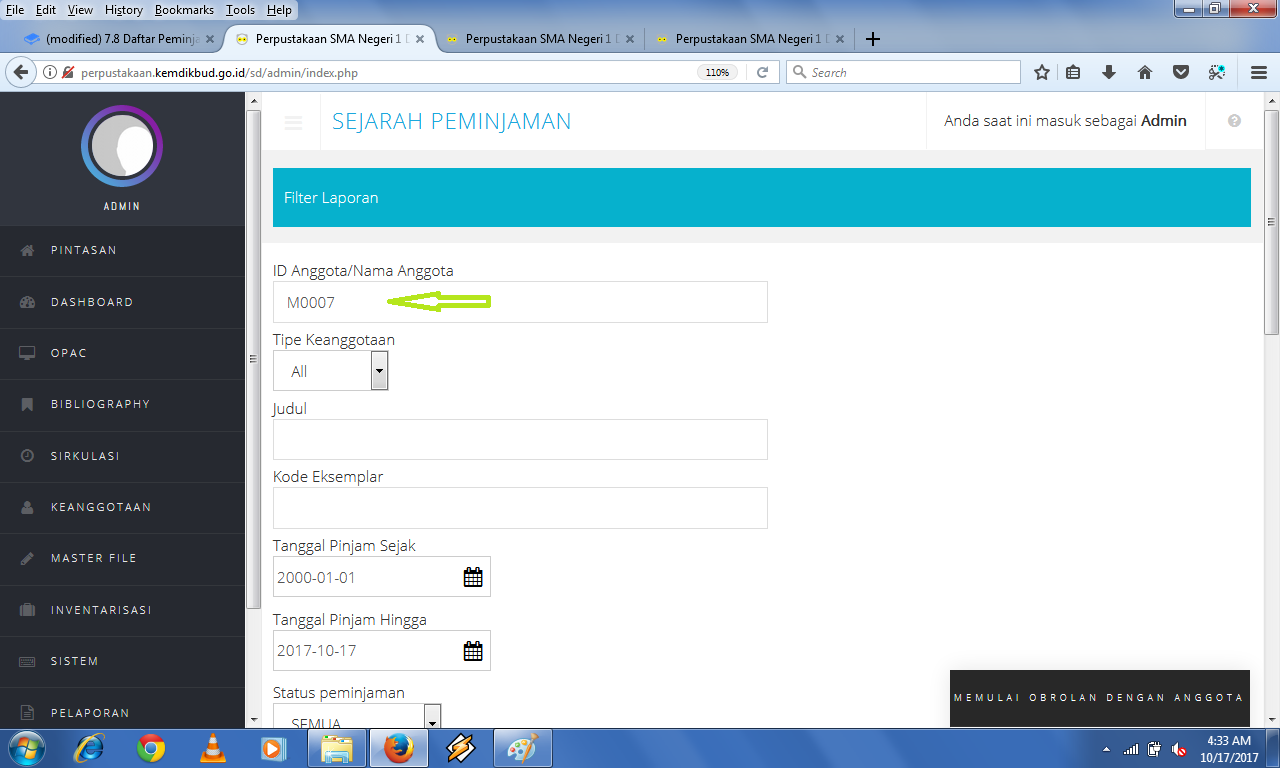 File Edit View History Bookmarks Tools Help
(modified) 7.8 Daftar Peminja
Perpustakaan SMA Negeri 1 D
Perpustakaan SMA Negeri 1 D
Perpustakaan SMA Negeri 1 D
perpustakaan.kemdikbud.go.id/sd/admin/index.php
110%
Search
ADMIN
PINTASAN
DASHBOARD
OPAC
BIBLIOGRAPHY
SIRKULASI
KEANGGOTAAN
MASTER FILE
INVENTARISASI
SISTEM
PELAPORAN
SEJARAH PEMINJAMAN
Anda saat ini masuk sebagai Admin
Filter Laporan
ID Anggota/Nama Anggota
M0007
Tipe Keanggotaan
All
Judul
Kode Eksemplar
Tanggal Pinjam Sejak
2000-01-01
Tanggal Pinjam Hingga
2017-10-17
Status peminjaman
SEMUA
MEMULAI OBROLAN DENGAN ANGGOTA
4:33 AM
10/17/2017